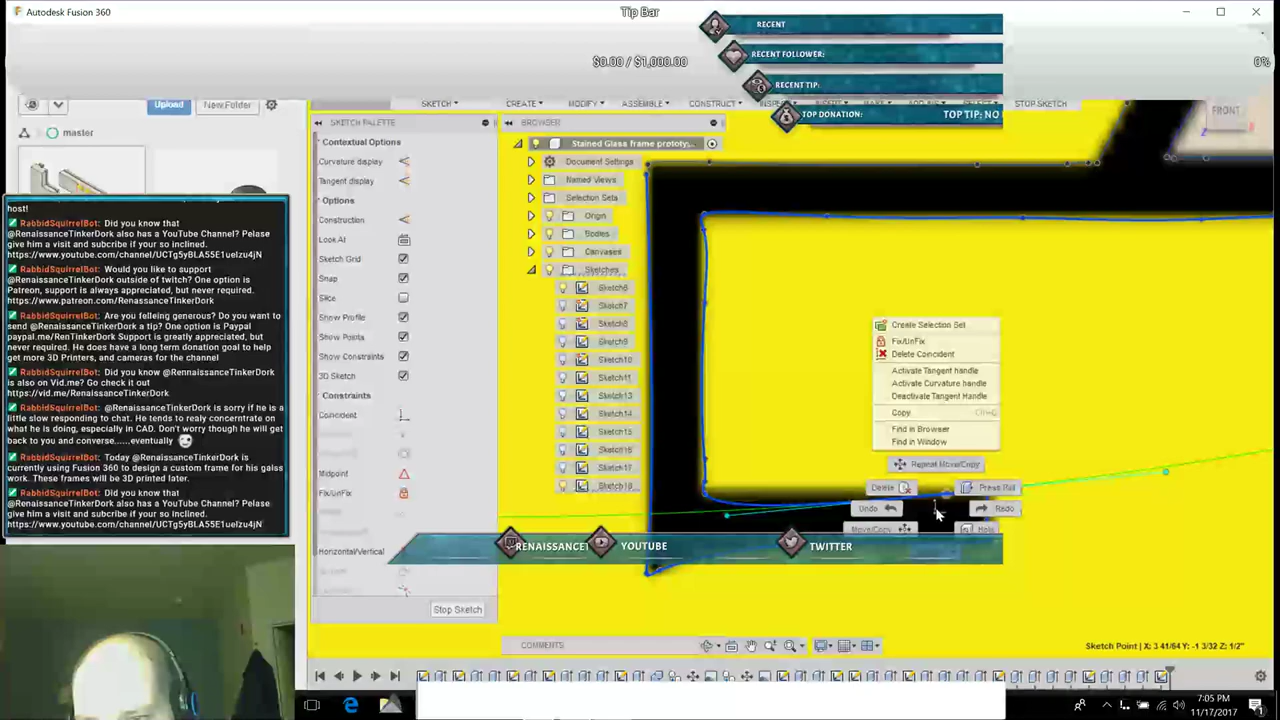 Autodesk Fusion 360
Tip Bar
RECENT
$0.00 / $1,000.00
RECENT FOLLOWER:
0%
RECENT TIP:
Upload
New Folder
SKETCH
CREATE
MODIFY
ASSEMBLE
CONSTRUCT
STOP SKETCH
TOP DONATION:
TOP TIP: NO
FRONT
master
SKETCH PALETTE
BROWSER
Contextual Options
Curvature display
Tangent display
Options
Construction
Look At
Sketch Grid
Snap
Slice
Show Profile
Show Points
Show Constraints
3D Sketch
Constraints
Coincident
Midpoint
Fix/UnFix
Horizontal/Vertical
Stop Sketch
Stained Glass frame prototy...
Document Settings
Named Views
Selection Sets
Origin
Bodies
Canvases
Sketches
Sketch6
Sketch7
Sketch8
Sketch9
Sketch10
Sketch11
Sketch13
Sketch14
Sketch15
Sketch16
Sketch17
Sketch18
host!
RabbidSquirrelBot: Did you know that
@RenaissanceTinkerDork also has a YouTube Channel? Pelase
give him a visit and subcribe if your so inclined.
https://www.youtube.com/channel/UCTg5yBLA55E1uelzu4jN
RabbidSquirrelBot: Would you like to support
@RenaissanceTinkerDork outside of twitch? One option is
Patreon, support is always appreciated, but never required.
https://www.patreon.com/RenassanceTinkerDork
RabbidSquirrelBot: Are you felleing generous? Do you want to
send @RenaissanceTinkerDork a tip? One option is Paypal
paypal.me/RenTinkerDork Support is greatly appreciated, but
never required. He does have a long term donation goal to help
get more 3D Printers, and cameras for the channel
RabbidSquirrelBot: Did you know @RennaissanceTinkerDork
is also on Vid.me? Go check it out
https://vid.me/RenaissanceTinkerDork
RabbidSquirrelBot: @RenaissanceTinkerDork is sorry if he is a
little slow responding to chat. He tends to reply concentrate on
what he is doing, especially in CAD. Don't worry though he will get
back to you and converse......eventually
RabbidSquirrelBot: Today @RenaissanceTinkerDork is
currently using Fusion 360 to design a custom frame for his galss
work. These frames will be 3D printed later.
RabbidSquirrelBot: Did you know that
@RenaissanceTinkerDork also has a YouTube Channel? Pelase
give him a visit and subcribe if your so inclined.
https://www.youtube.com/channel/UCTg5yBLA55E1uelzu4jN
Create Selection Set
Fix/UnFix
Delete Coincident
Activate Tangent handle
Activate Curvature handle
Deactivate Tangent Handle
Copy
Find in Browser
Find in Window
Repeat Move/Copy
Delete
Press Pull
Undo
Redo
Move/Copy
Hole
RENAISSANCET
YOUTUBE
TWITTER
COMMENTS
Sketch Point | X: 3 41/64 Y: -1 3/32 Z: 1/2"
7:05 PM
11/17/2017